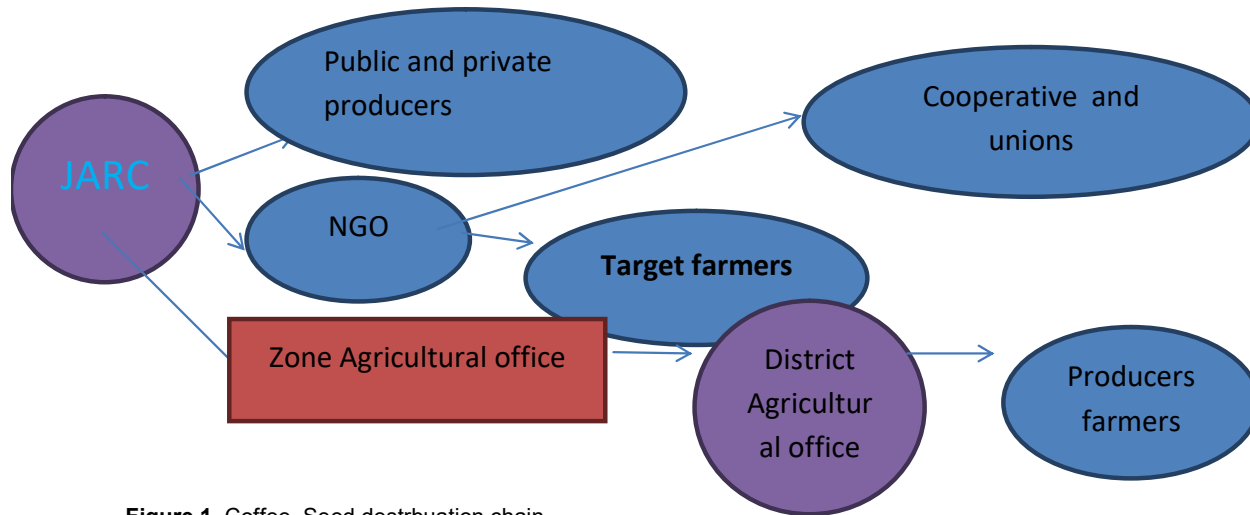 Public and private
producers
Cooperative and
unions
JARC
NGO
Target farmers
Zone Agricultural office
District
Agricultur
al office
Producers
farmers
Figure 1. Coffee Seed destrbuation chain